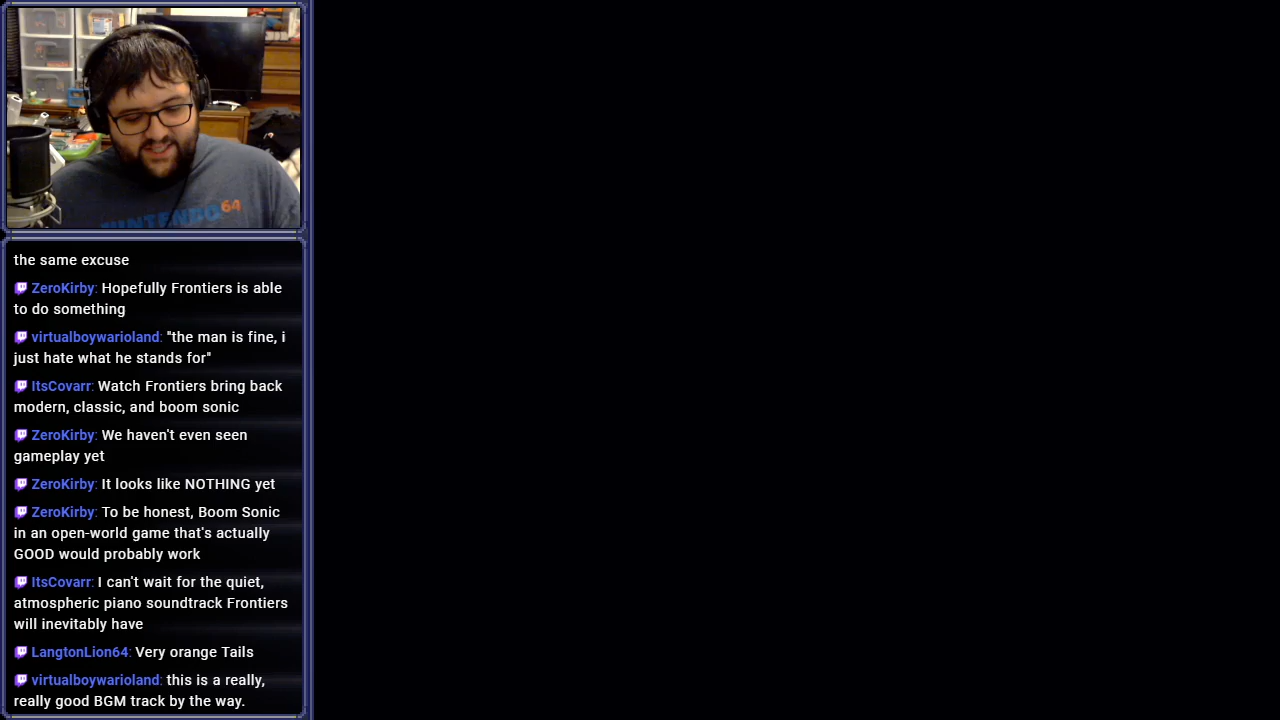 NINTENDO 64
the same excuse
ZeroKirby: Hopefully Frontiers is able
to do something
virtualboywarioland: "the man is fine, i
just hate what he stands for"
ItsCovarr: Watch Frontiers bring back
modern, classic, and boom sonic
ZeroKirby: We haven't even seen
gameplay yet
ZeroKirby: It looks like NOTHING yet
ZeroKirby: To be honest, Boom Sonic
in an open-world game that's actually
GOOD would probably work
ItsCovarr: I can't wait for the quiet,
atmospheric piano soundtrack Frontiers
will inevitably have
LangtonLion64: Very orange Tails
virtualboywarioland: this is a really,
really good BGM track by the way.